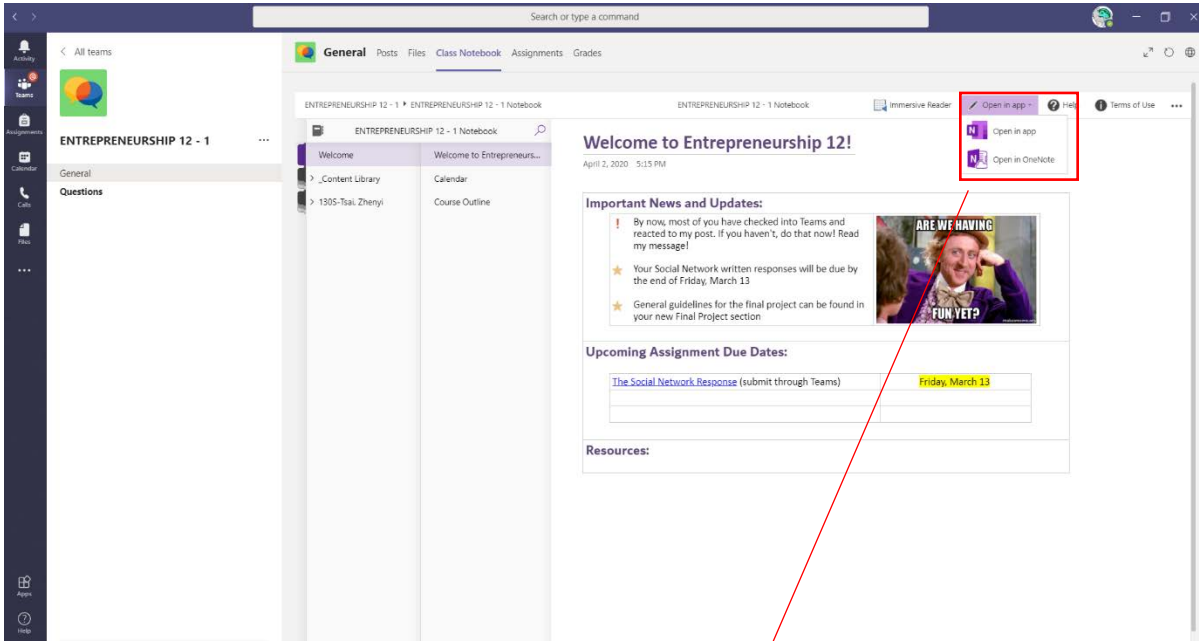 Search or type a command
Activity
Teams
Assignments
Calendar
Calls
Files
Apps
Help
All teams
ENTREPRENEURSHIP 12 - 1
General
Questions
General Posts Files Class Notebook Assignments Grades
ENTREPRENEURSHIP 12 - 1 ENTREPRENEURSHIP 12 - 1 Notebook
ENTREPRENEURSHIP 12 - 1 Notebook
Immersive Reader
Open in app
Help
Terms of Use
Open in app
Open in OneNote
ENTREPRENEURSHIP 12 - 1 Notebook
Welcome
_Content Library
130S-Tsai, Zhenyi
Welcome to Entrepreneurs...
Calendar
Course Outline
Welcome to Entrepreneurship 12!
April 2, 2020 5:15 PM
Important News and Updates:
! By now, most of you have checked into Teams and
reacted to my post. If you haven't, do that now! Read
my message!
Your Social Network written responses will be due by
the end of Friday, March 13
General guidelines for the final project can be found in
your new Final Project section
ARE WE HAVING
FUN YET?
Upcoming Assignment Due Dates:
The Social Network Response (submit through Teams) Friday, March 13
Resources: